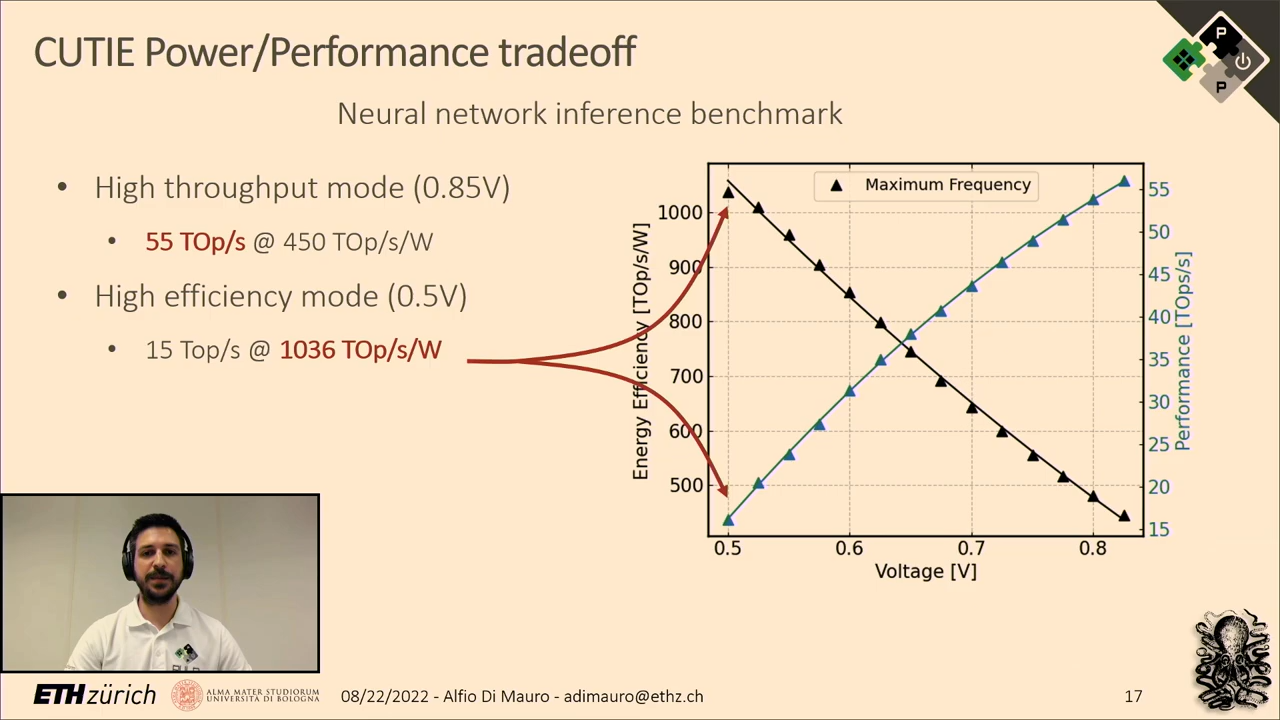 CUTIE Power/Performance tradeoff
P
P
Neural network inference benchmark
• High throughput mode (0.85V)
• 55 TOp/s @ 450 TOp/s/W
• High efficiency mode (0.5V)
• 15 Top/s @ 1036 TOp/s/W
Maximum Frequency
Energy Efficiency [TOp/s/W]
1000
900
800
700
600
500
55
50
45
40
35
30
25
20
15
Performance [TOps/s]
0.5 0.6 0.7 0.8
Voltage [V]
ETH zürich
ALMA MATER STUDIORUM
UNIVERSITÀ DI BOLOGNA
08/22/2022 - Alfio Di Mauro - adimauro@ethz.ch
17